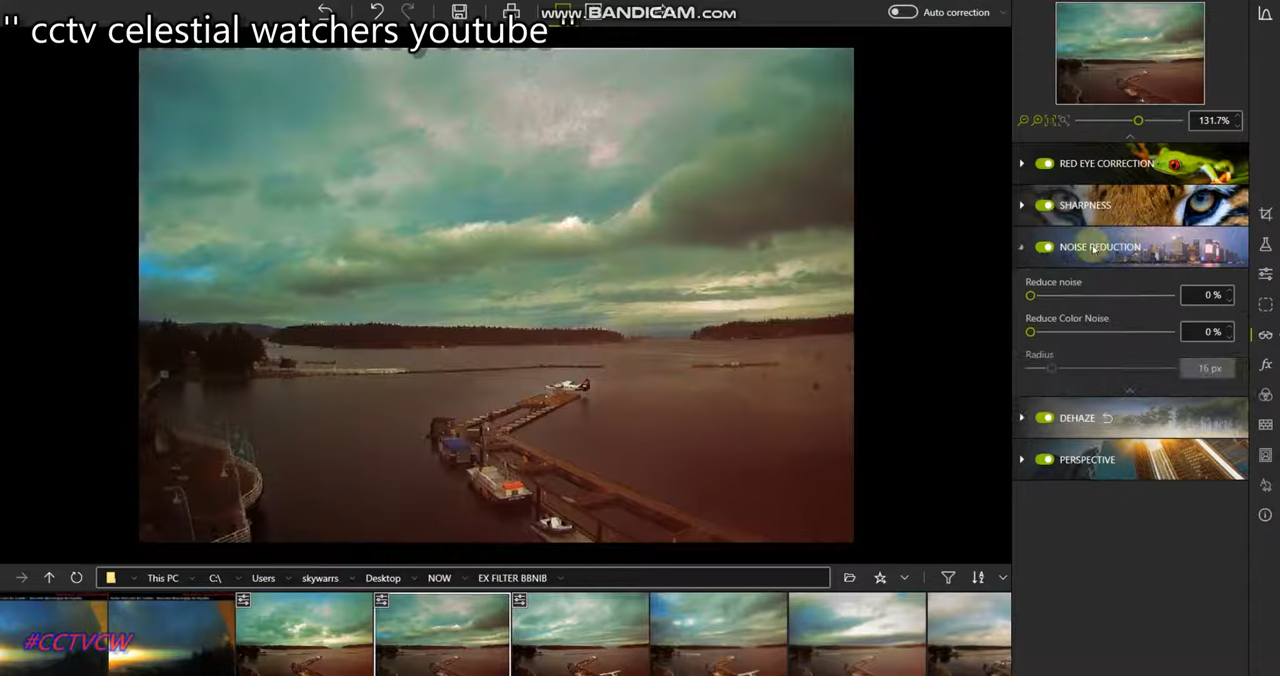 www.BANDICAM.com
Auto correction
" cctv celestial watchers youtube "
131.7%
RED EYE CORRECTION
SHARPNESS
NOISE REDUCTION
Reduce noise
0 %
Reduce Color Noise
0 %
Radius
16 px
DEHAZE
PERSPECTIVE
This PC
C:\
Users
skywarrs
Desktop
NOW
EX FILTER BBNIB
#CCTVCW